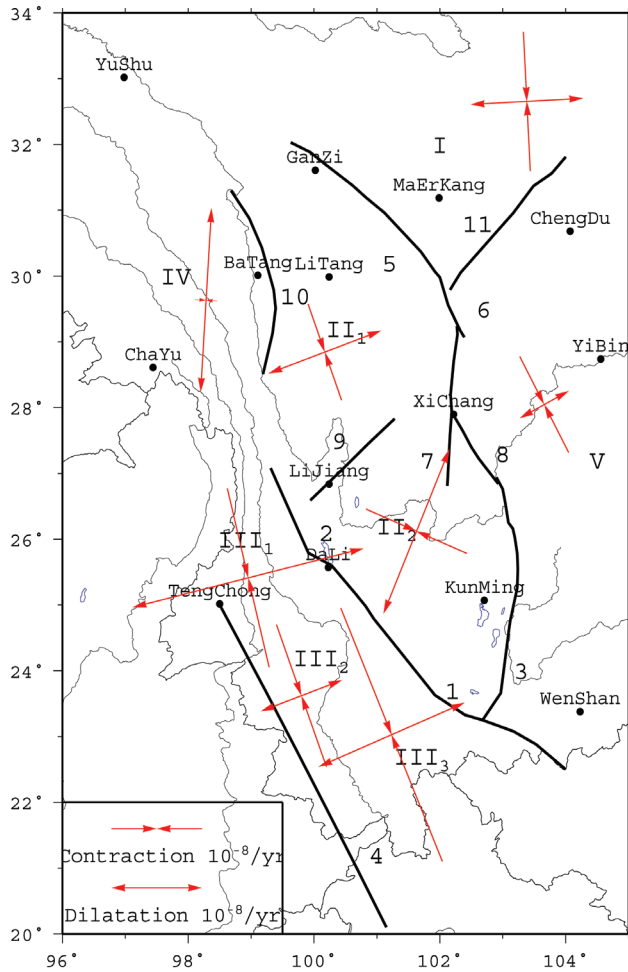 34°
YuShu
32°
I
GanZi
MaErKang
11
ChengDu
5
30°
IV
BaTang
LiTang
10
6
II₁
ChaYu
YiBin
28°
XiChang
9
7
8
V
LiJiang
II₂
2
26°
III₁
DaLi
TengChong
KunMing
24°
III₂
3
1
WenShan
III₃
22°
Contraction 10⁻⁸/yr
4
Dilatation 10⁻⁸/yr
20°
96
98°
100°
102°
104°